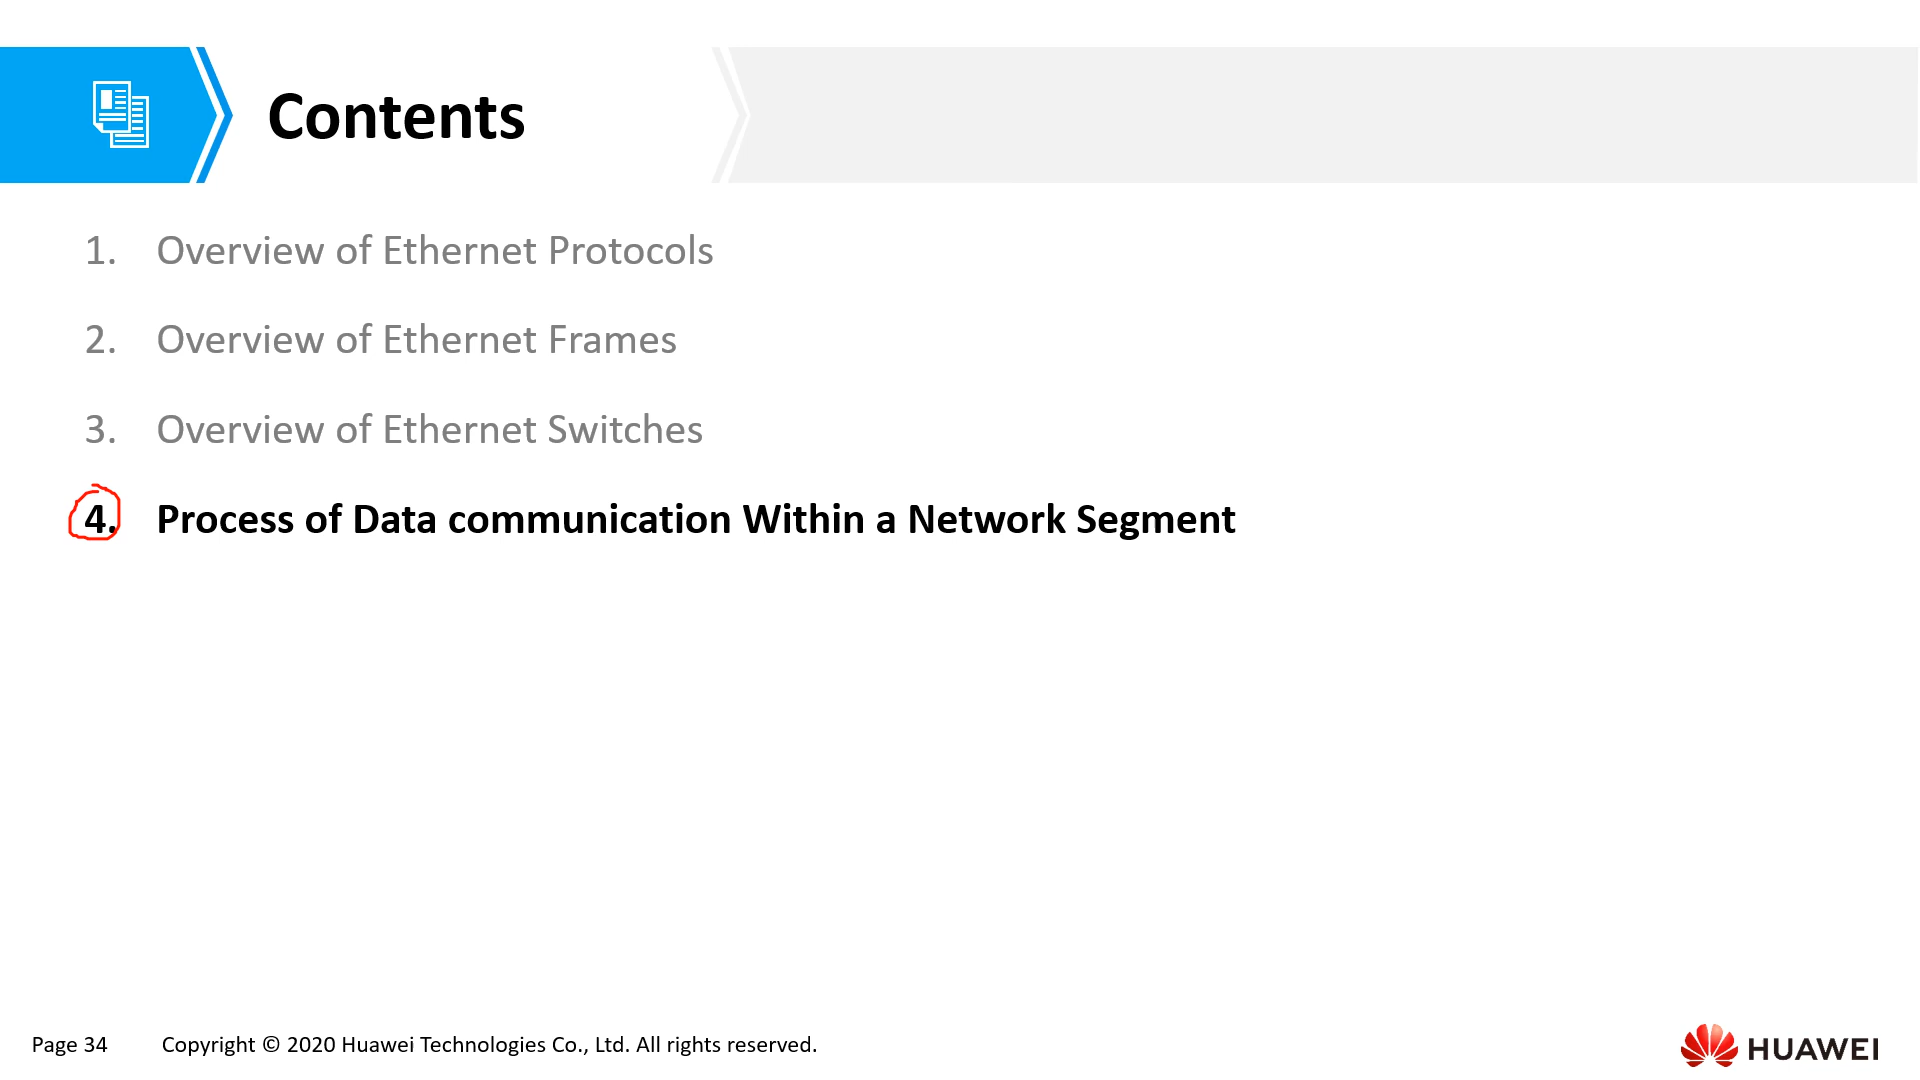 Contents
1. Overview of Ethernet Protocols
2. Overview of Ethernet Frames
3. Overview of Ethernet Switches
4. Process of Data communication Within a Network Segment
Page 34 Copyright © 2020 Huawei Technologies Co., Ltd. All rights reserved.
HUAWEI